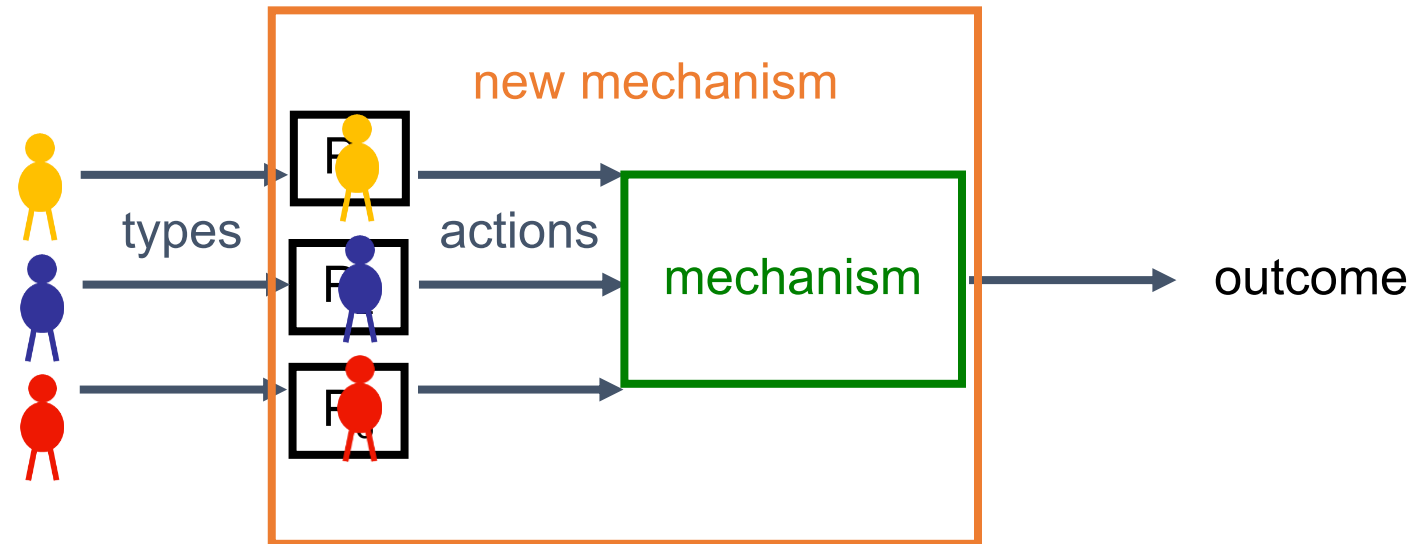 new mechanism
types
actions
mechanism
outcome